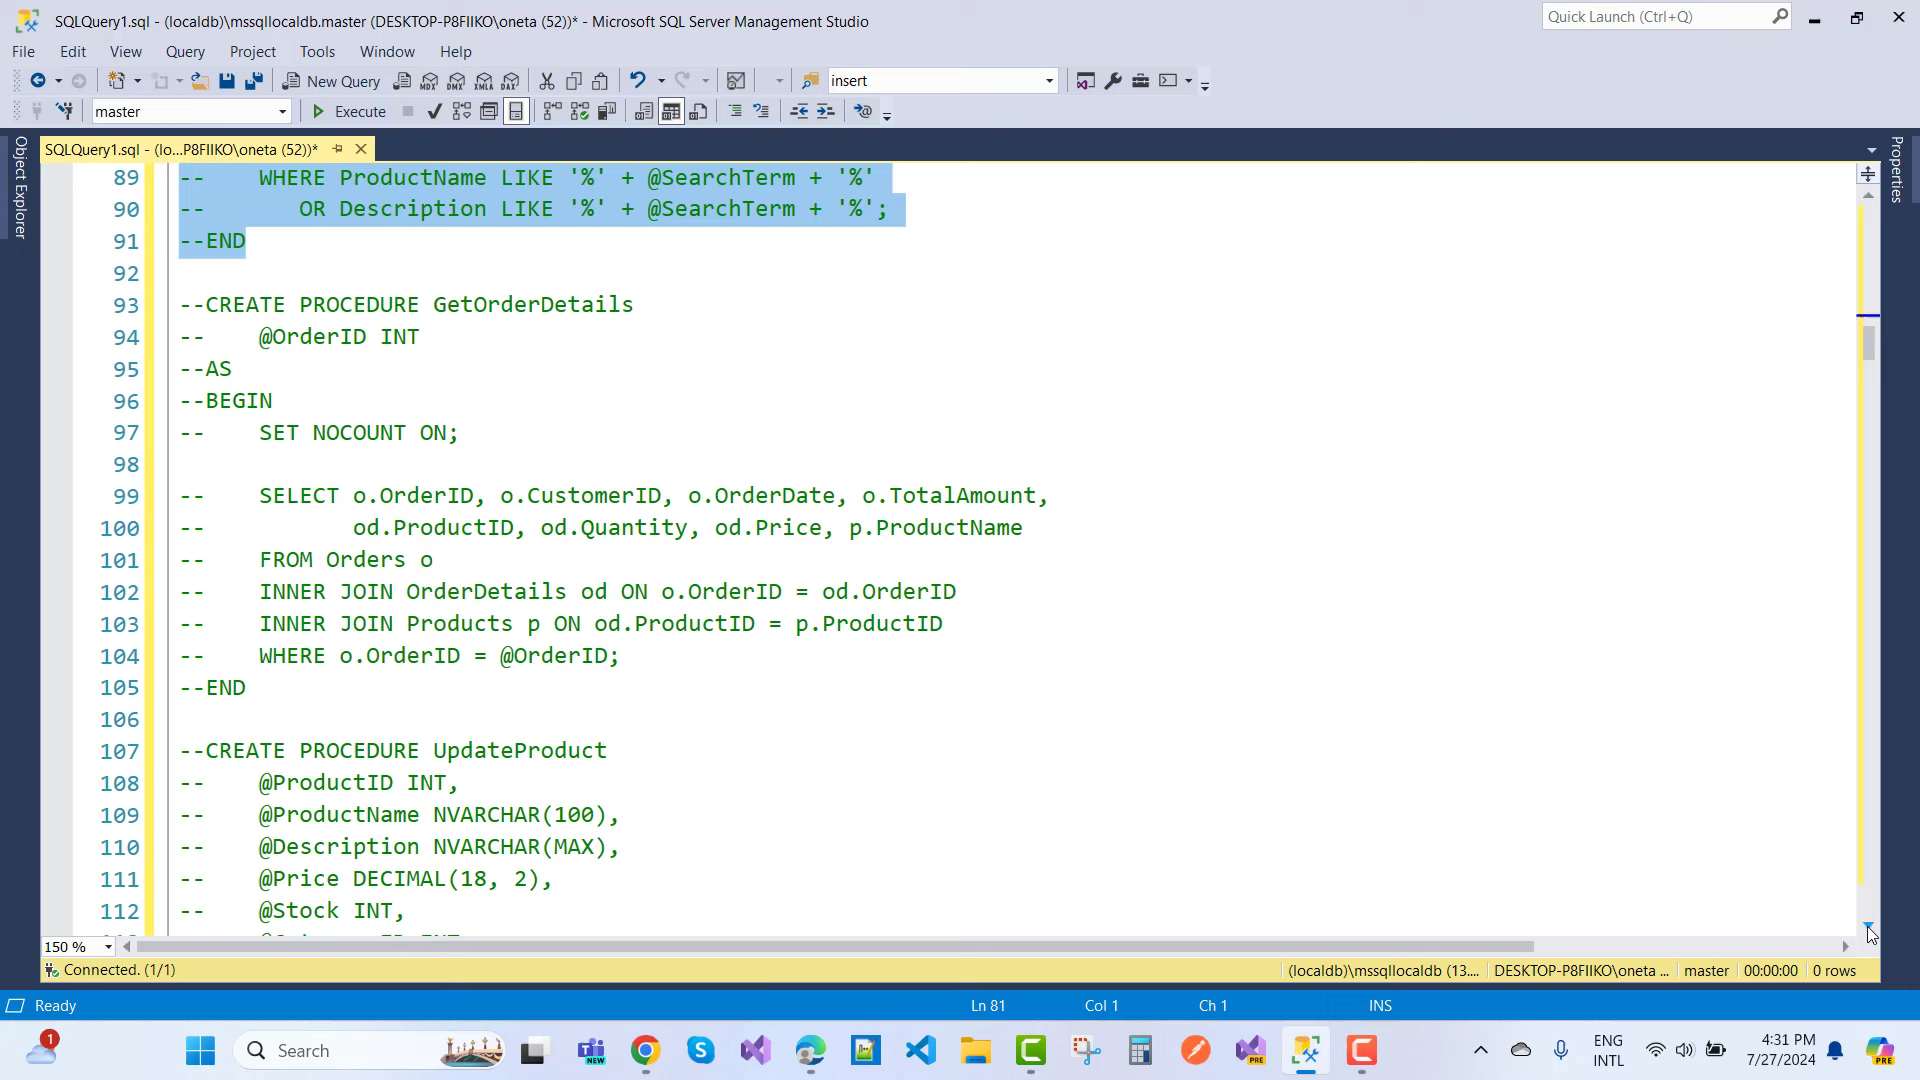 SQLQuery1.sql - (localdb)\mssqllocaldb.master (DESKTOP-P8FIIKO\oneta (52))* - Microsoft SQL Server Management Studio
Quick Launch (Ctrl+Q)
File Edit View Query Project Tools Window Help
New Query MDX DMX XMLA DAX insert
master Execute
SQLQuery1.sql - (lo...P8FIIKO\oneta (52))*
Object Explorer
Properties
89 -- WHERE ProductName LIKE '%' + @SearchTerm + '%'
90 -- OR Description LIKE '%' + @SearchTerm + '%';
91 --END
92
93 --CREATE PROCEDURE GetOrderDetails
94 -- @OrderID INT
95 --AS
96 --BEGIN
97 -- SET NOCOUNT ON;
98
99 -- SELECT o.OrderID, o.CustomerID, o.OrderDate, o.TotalAmount,
100 -- od.ProductID, od.Quantity, od.Price, p.ProductName
101 -- FROM Orders o
102 -- INNER JOIN OrderDetails od ON o.OrderID = od.OrderID
103 -- INNER JOIN Products p ON od.ProductID = p.ProductID
104 -- WHERE o.OrderID = @OrderID;
105 --END
106
107 --CREATE PROCEDURE UpdateProduct
108 -- @ProductID INT,
109 -- @ProductName NVARCHAR(100),
110 -- @Description NVARCHAR(MAX),
111 -- @Price DECIMAL(18, 2),
112 -- @Stock INT,
150 %
Connected. (1/1) (localdb)\mssqllocaldb (13.... DESKTOP-P8FIIKO\oneta ... master 00:00:00 0 rows
Ready Ln 81 Col 1 Ch 1 INS
1 Search NEW PRE ENG 4:31 PM PRE
INTL 7/27/2024